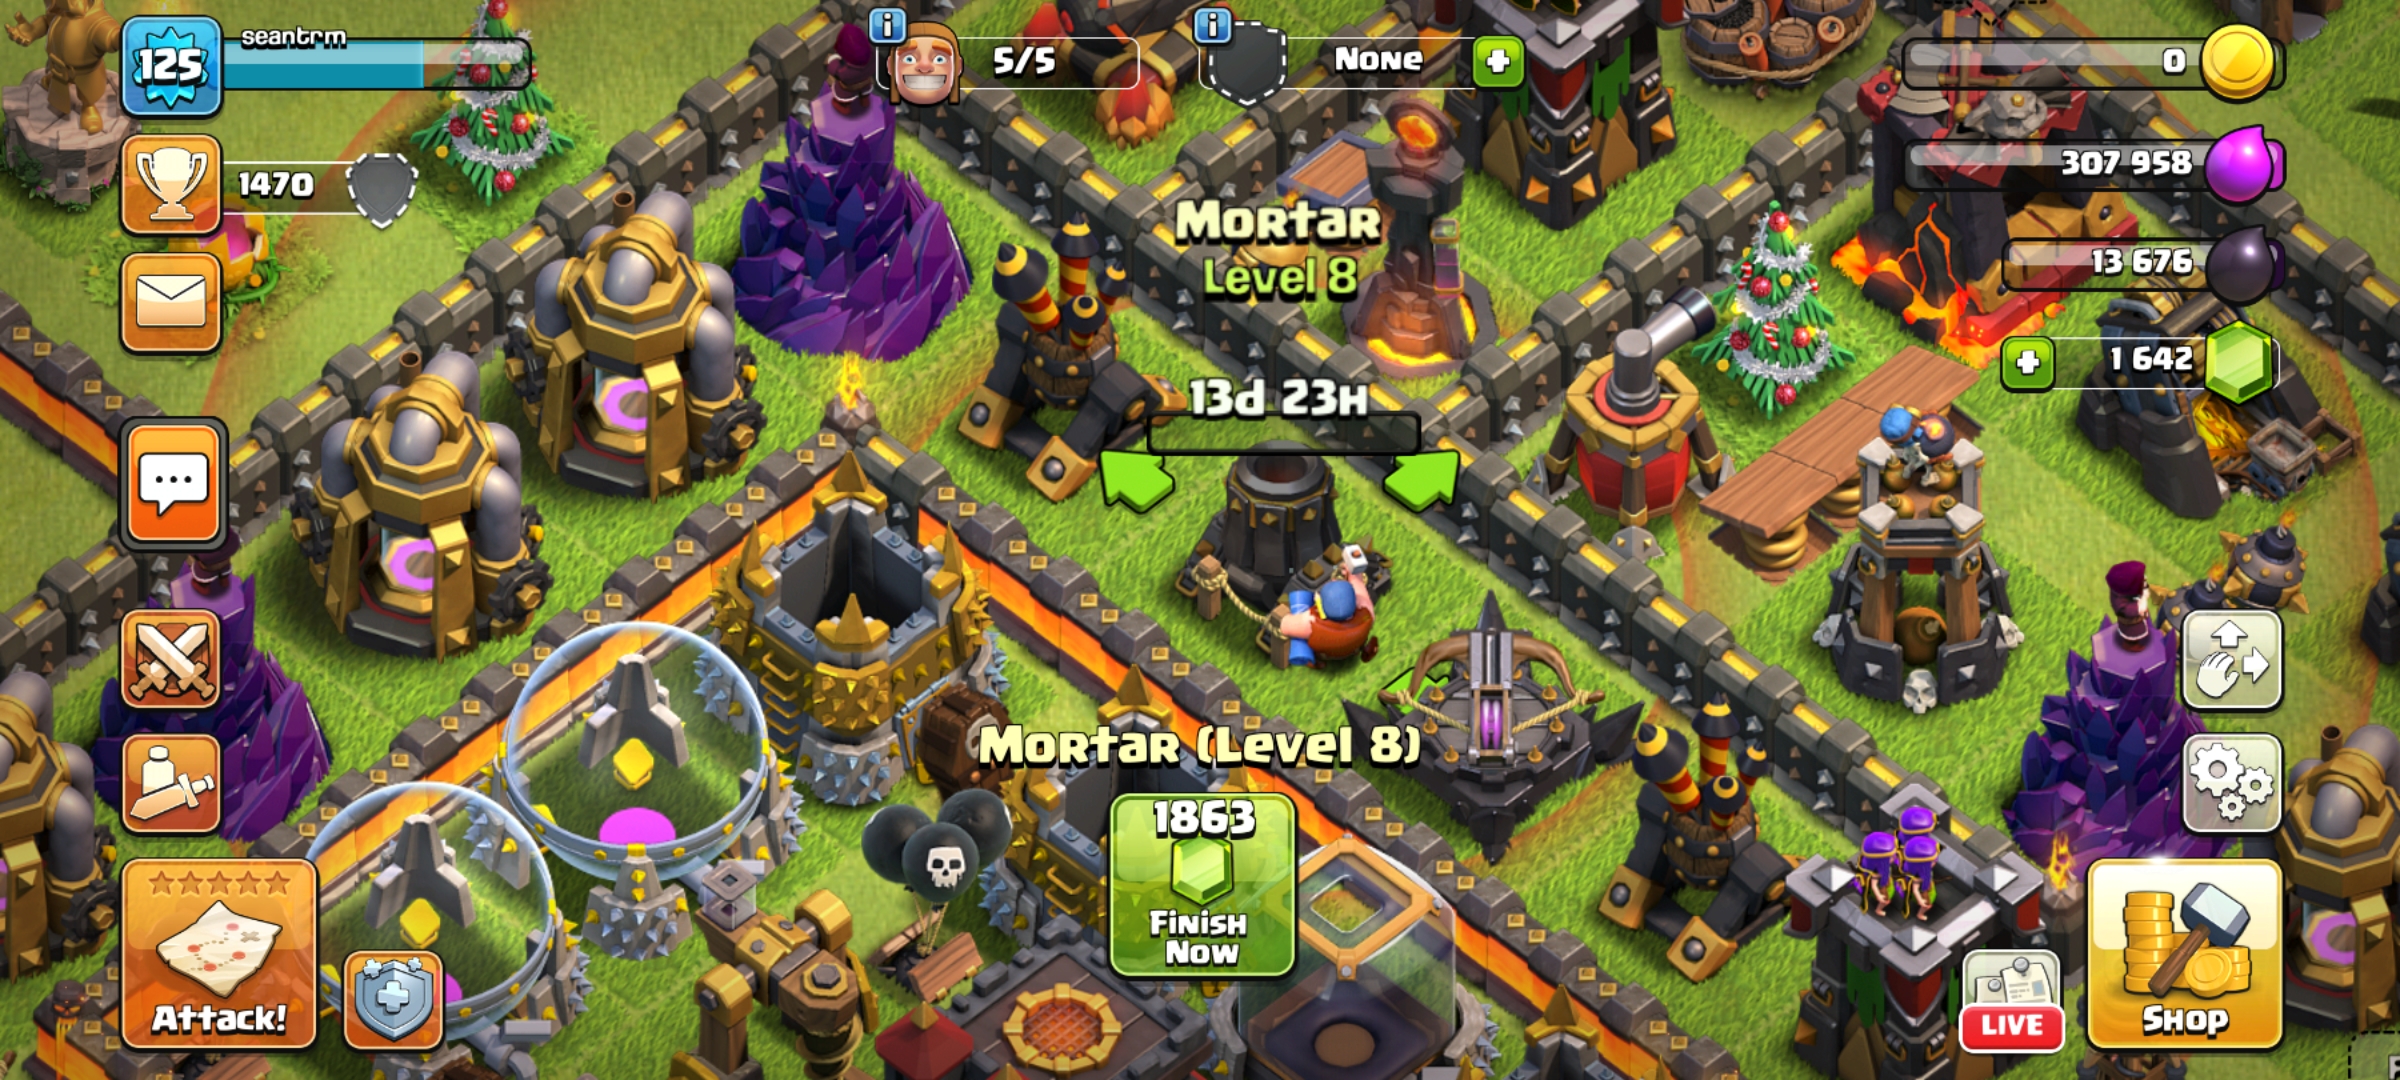 125
seantrm
5/5
None
0
1470
307 958
Mortar
Level 8
13 676
1 642
13d 23H
Mortar (Level 8)
1863
Finish
Now
Attack!
LIVE
Shop